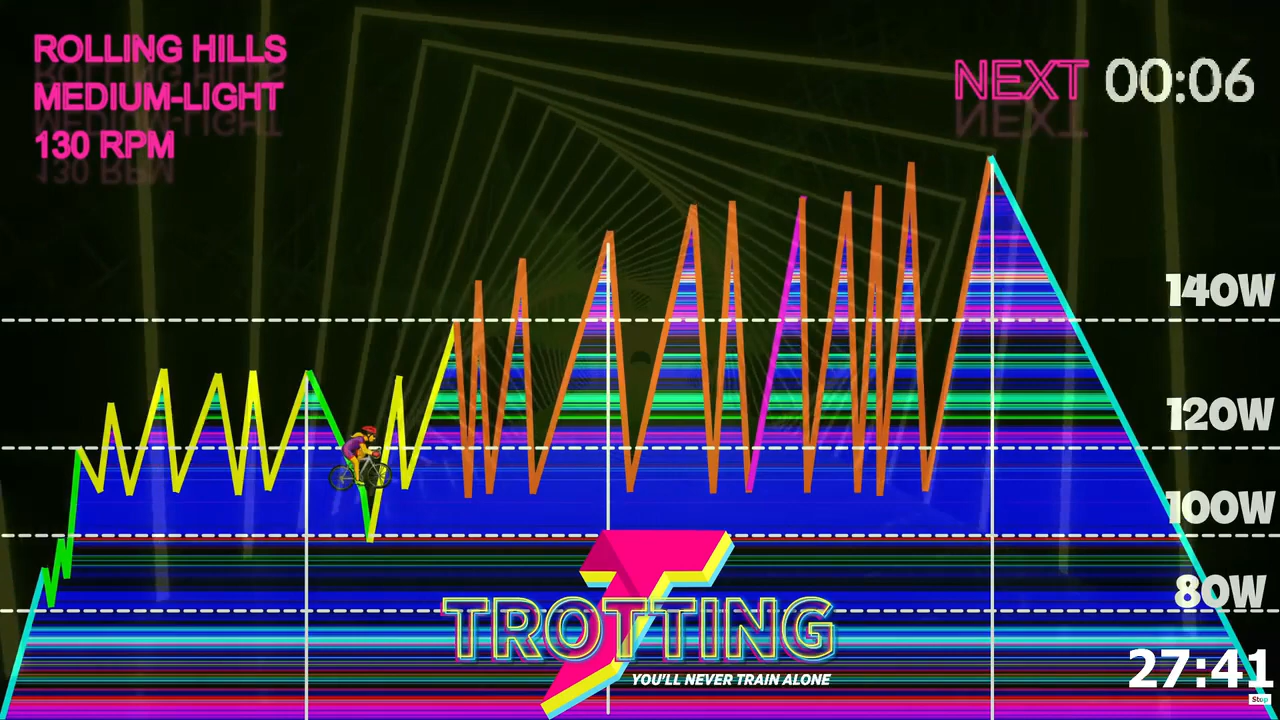 ROLLING HILLS
MEDIUM-LIGHT
130 RPM
NEXT 00:06
140W
120W
100W
80W
TROTTING
YOU'LL NEVER TRAIN ALONE
27:41
Stop